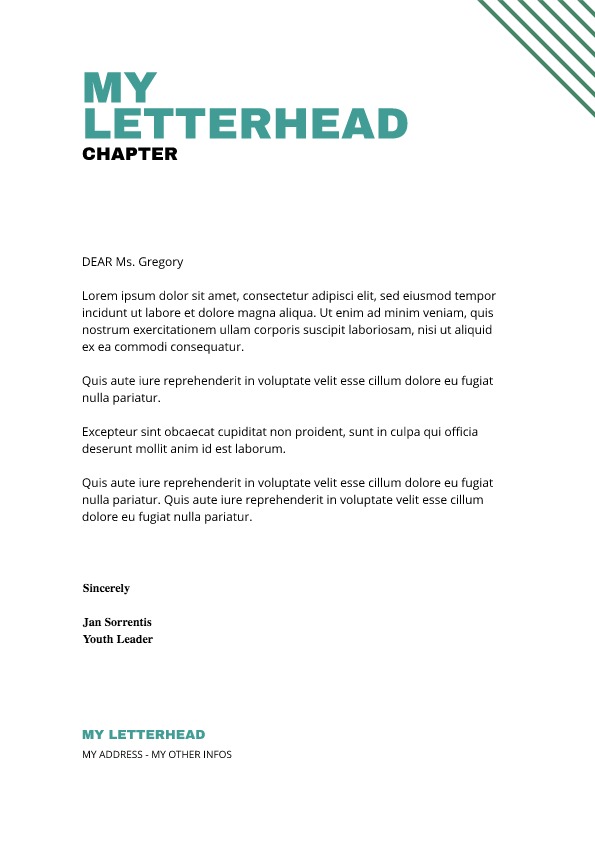 MY
LETTERHEAD
CHAPTER
DEAR Ms. Gregory
Lorem ipsum dolor sit amet, consectetur adipisci elit, sed eiusmod tempor
incidunt ut labore et dolore magna aliqua. Ut enim ad minim veniam, quis
nostrum exercitationem ullam corporis suscipit laboriosam, nisi ut aliquid
ex ea commodi consequatur.
Quis aute iure reprehenderit in voluptate velit esse cillum dolore eu fugiat
nulla pariatur.
Excepteur sint obcaecat cupiditat non proident, sunt in culpa qui officia
deserunt mollit anim id est laborum.
Quis aute iure reprehenderit in voluptate velit esse cillum dolore eu fugiat
nulla pariatur. Quis aute iure reprehenderit in voluptate velit esse cillum
dolore eu fugiat nulla pariatur.
Sincerely
Jan Sorrentis
Youth Leader
MY LETTERHEAD
MY ADDRESS - MY OTHER INFOS